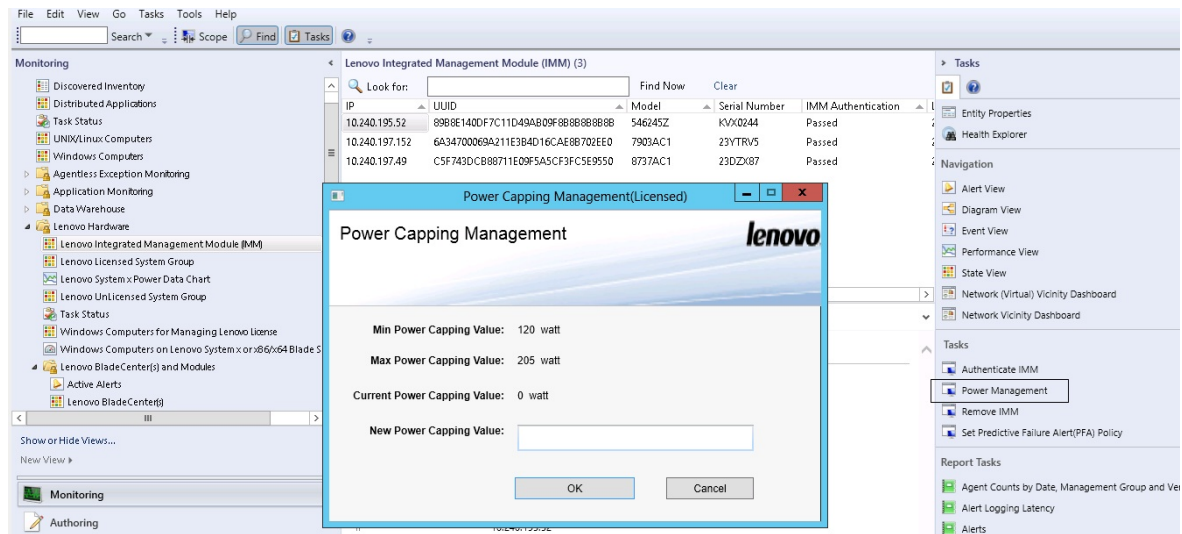 File Edit View Go Tasks Tools Help
Search Scope Find Tasks
Monitoring
Discovered Inventory
Distributed Applications
Task Status
UNIX/Linux Computers
Windows Computers
Agentless Exception Monitoring
Application Monitoring
Data Warehouse
Lenovo Hardware
Lenovo Integrated Management Module (IMM)
Lenovo Licensed System Group
Lenovo System x Power Data Chart
Lenovo UnLicensed System Group
Task Status
Windows Computers for Managing Lenovo License
Windows Computers on Lenovo System x or x86/x64 Blade S
Lenovo BladeCenter(s) and Modules
Active Alerts
Lenovo BladeCenter(s)
Show or Hide Views...
New View
Monitoring
Authoring
Lenovo Integrated Management Module (IMM) (3)
Look for: Find Now Clear
IP UUID Model Serial Number IMM Authentication L
10.240.195.52 89B8E140DF7C11D49AB09F8B8B8B8B8B 546245Z KVX0244 Passed
10.240.197.152 6A34700069A211E3B4D16CAE8B702EE0 7903AC1 23YTRV5 Passed
10.240.197.49 C5F743DCB88711E09F5A5CF3FC5E9550 8737AC1 23DZX87 Passed
Power Capping Management(Licensed)
Power Capping Management
lenovo
Min Power Capping Value: 120 watt
Max Power Capping Value: 205 watt
Current Power Capping Value: 0 watt
New Power Capping Value:
OK Cancel
Tasks
Entity Properties
Health Explorer
Navigation
Alert View
Diagram View
Event View
Performance View
State View
Network (Virtual) Vicinity Dashboard
Network Vicinity Dashboard
Tasks
Authenticate IMM
Power Management
Remove IMM
Set Predictive Failure Alert(PFA) Policy
Report Tasks
Agent Counts by Date, Management Group and Ver
Alert Logging Latency
Alerts